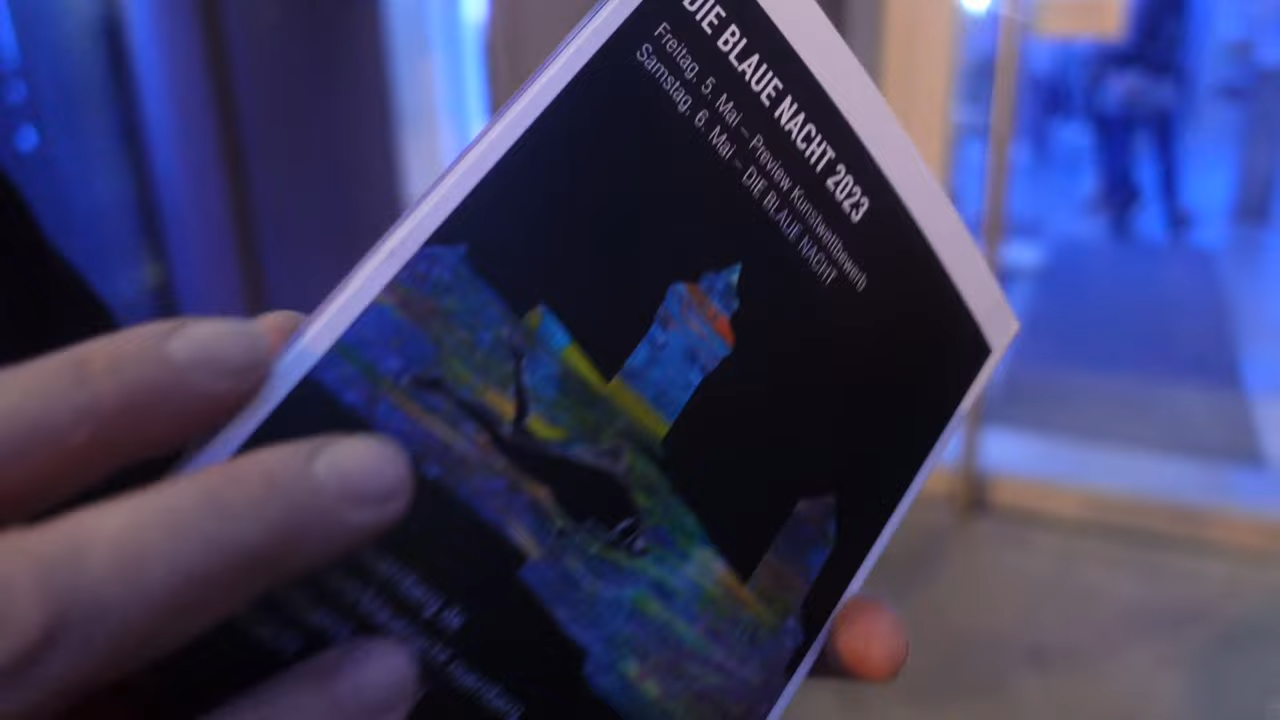 DIE BLAUE NACHT 2023
Freitag, 5. Mai – Preview Kunstwettbewerb
Samstag, 6. Mai – DIE BLAUE NACHT